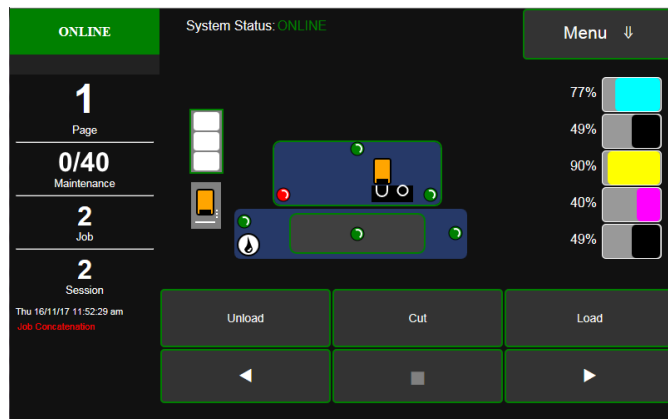 ONLINE
System Status: ONLINE
Menu ⇓
1
Page
0/40
Maintenance
2
Job
2
Session
Thu 16/11/17 11:52:29 am
Job Concatenation
77%
49%
90%
40%
49%
Unload
Cut
Load